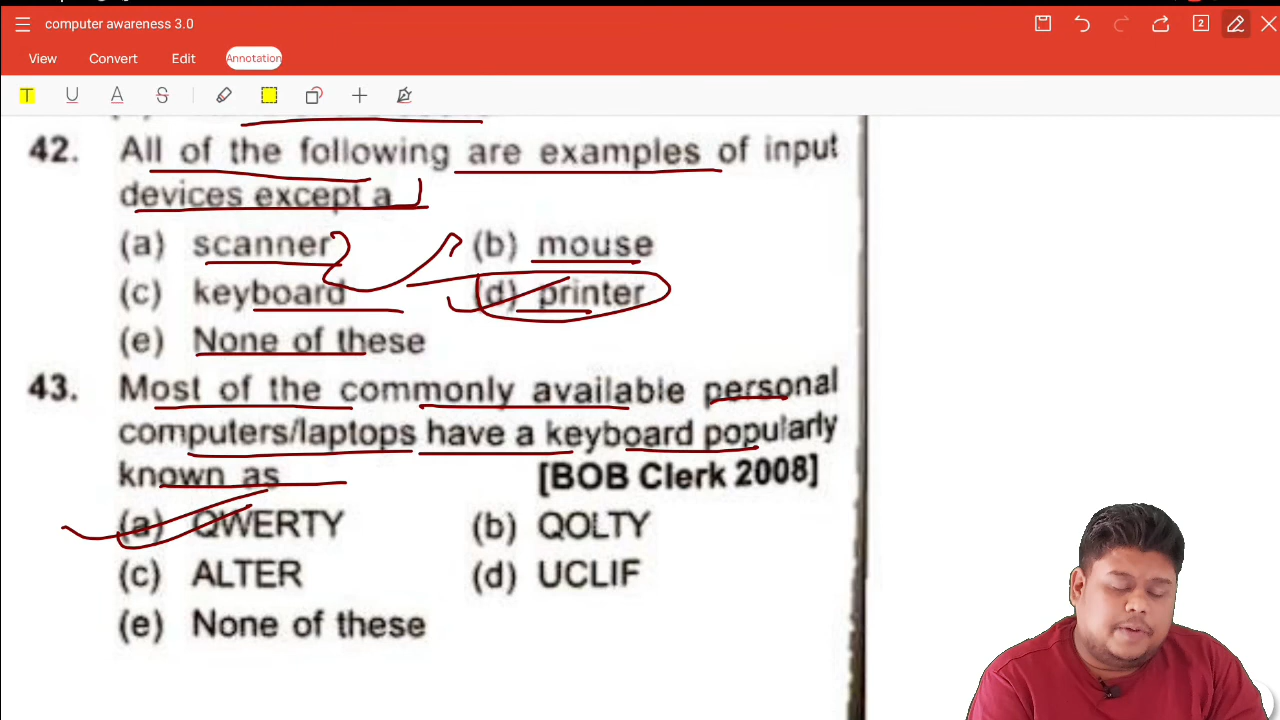 computer awareness 3.0
2
View Convert Edit Annotation
T U A S
42. All of the following are examples of input
devices except a
(a) scanner (b) mouse
(c) keyboard (d) printer
(e) None of these
43. Most of the commonly available personal
computers/laptops have a keyboard popularly
known as [BOB Clerk 2008]
(a) QWERTY (b) QOLTY
(c) ALTER (d) UCLIF
(e) None of these